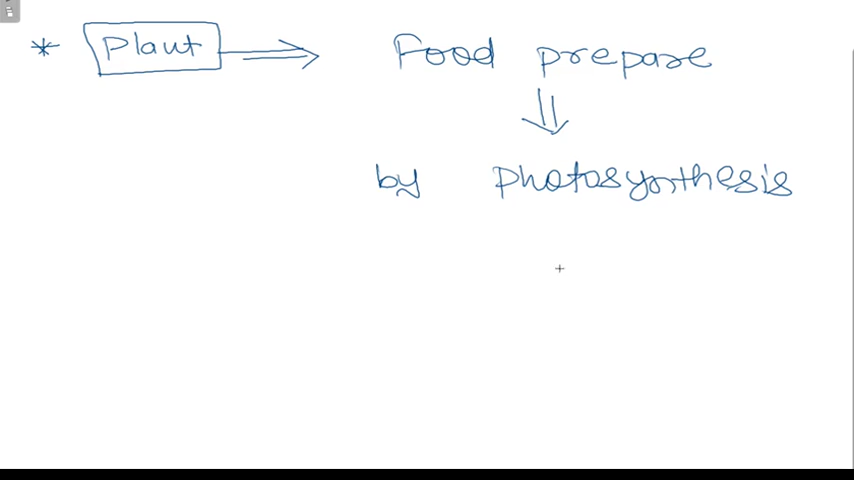 * Plant ⟹ Food prepare
⇓
by photosynthesis